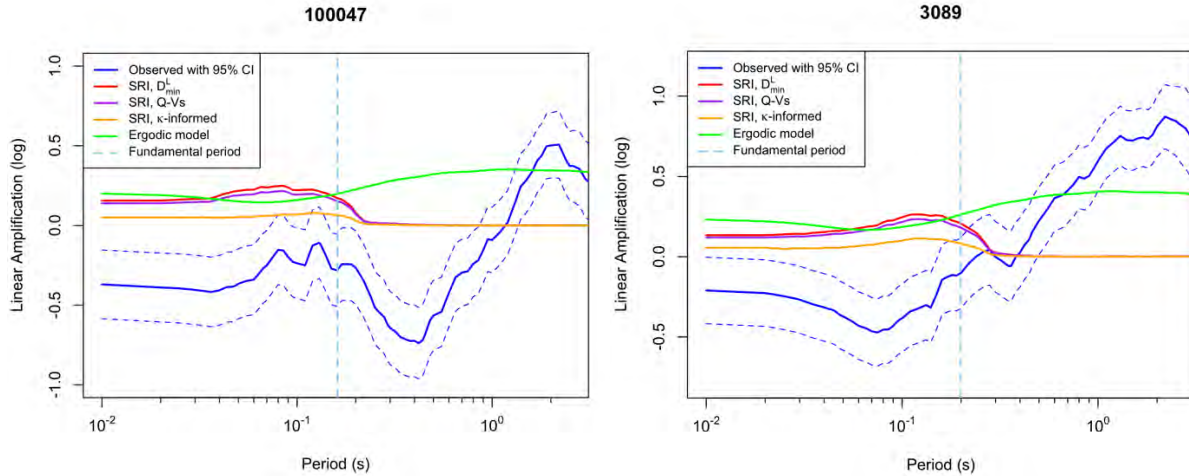 100047
Linear Amplification (log)
1.0
0.5
0.0
-0.5
-1.0
Observed with 95% CI
SRI, D^L_min
SRI, Q-Vs
SRI, κ-informed
Ergodic model
Fundamental period
10^-2
10^-1
10^0
Period (s)
3089
Linear Amplification (log)
1.0
0.5
0.0
-0.5
Observed with 95% CI
SRI, D^L_min
SRI, Q-Vs
SRI, κ-informed
Ergodic model
Fundamental period
10^-2
10^-1
10^0
Period (s)